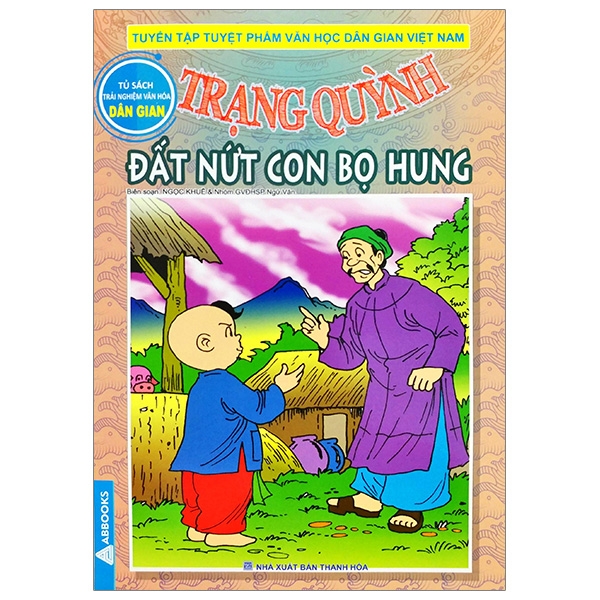 TUYỂN TẬP TUYỆT PHẨM VĂN HỌC DÂN GIAN VIỆT NAM
TỦ SÁCH
TRẢI NGHIỆM VĂN HÓA
DÂN GIAN
TRẠNG QUỲNH
ĐẤT NỨT CON BỌ HUNG
Biên soạn: NGỌC KHUÊ & Nhóm GVĐHSP Ngữ Văn
ABBOOKS
NHÀ XUẤT BẢN THANH HÓA